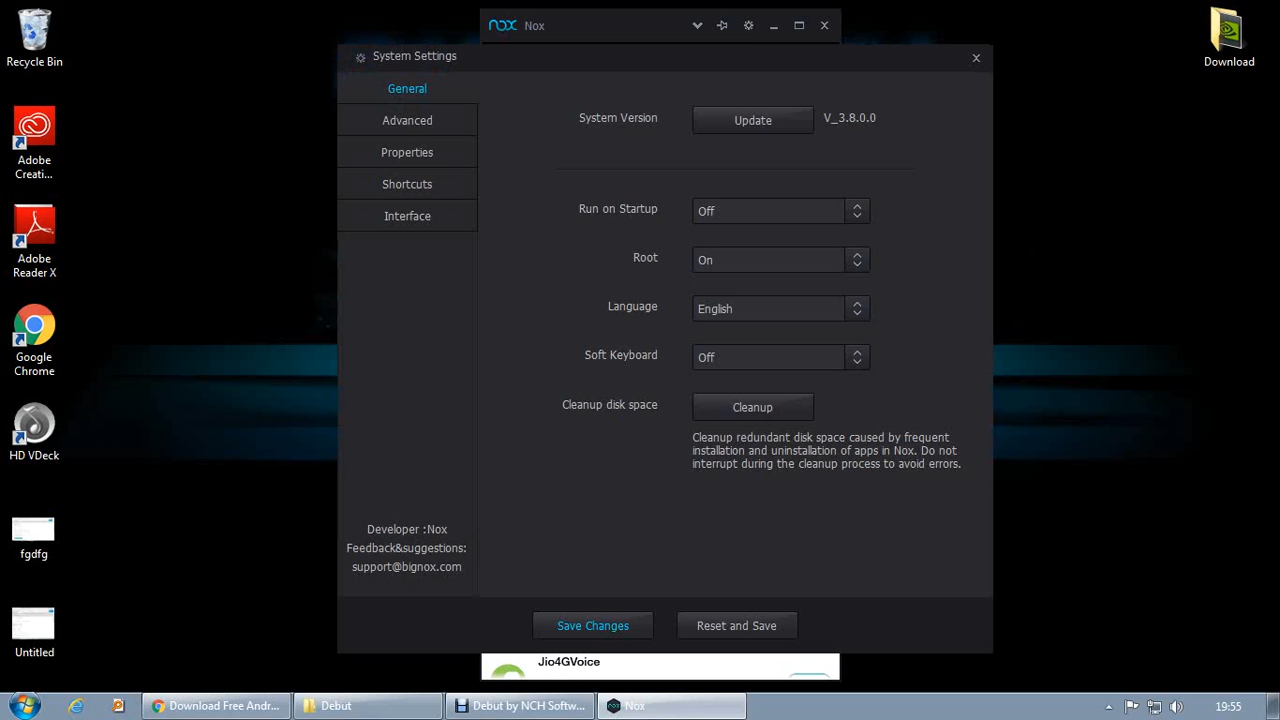 Recycle Bin
Adobe
Creati...
Adobe
Reader X
Google
Chrome
HD VDeck
fgdfg
Untitled
Download
nox Nox
System Settings
General
Advanced
Properties
Shortcuts
Interface
Developer :Nox
Feedback&suggestions:
support@bignox.com
System Version Update V_3.8.0.0
Run on Startup Off
Root On
Language English
Soft Keyboard Off
Cleanup disk space Cleanup
Cleanup redundant disk space caused by frequent
installation and uninstallation of apps in Nox. Do not
interrupt during the cleanup process to avoid errors.
Save Changes Reset and Save
Jio4GVoice
Download Free Andr... Debut Debut by NCH Softw... nox Nox 19:55